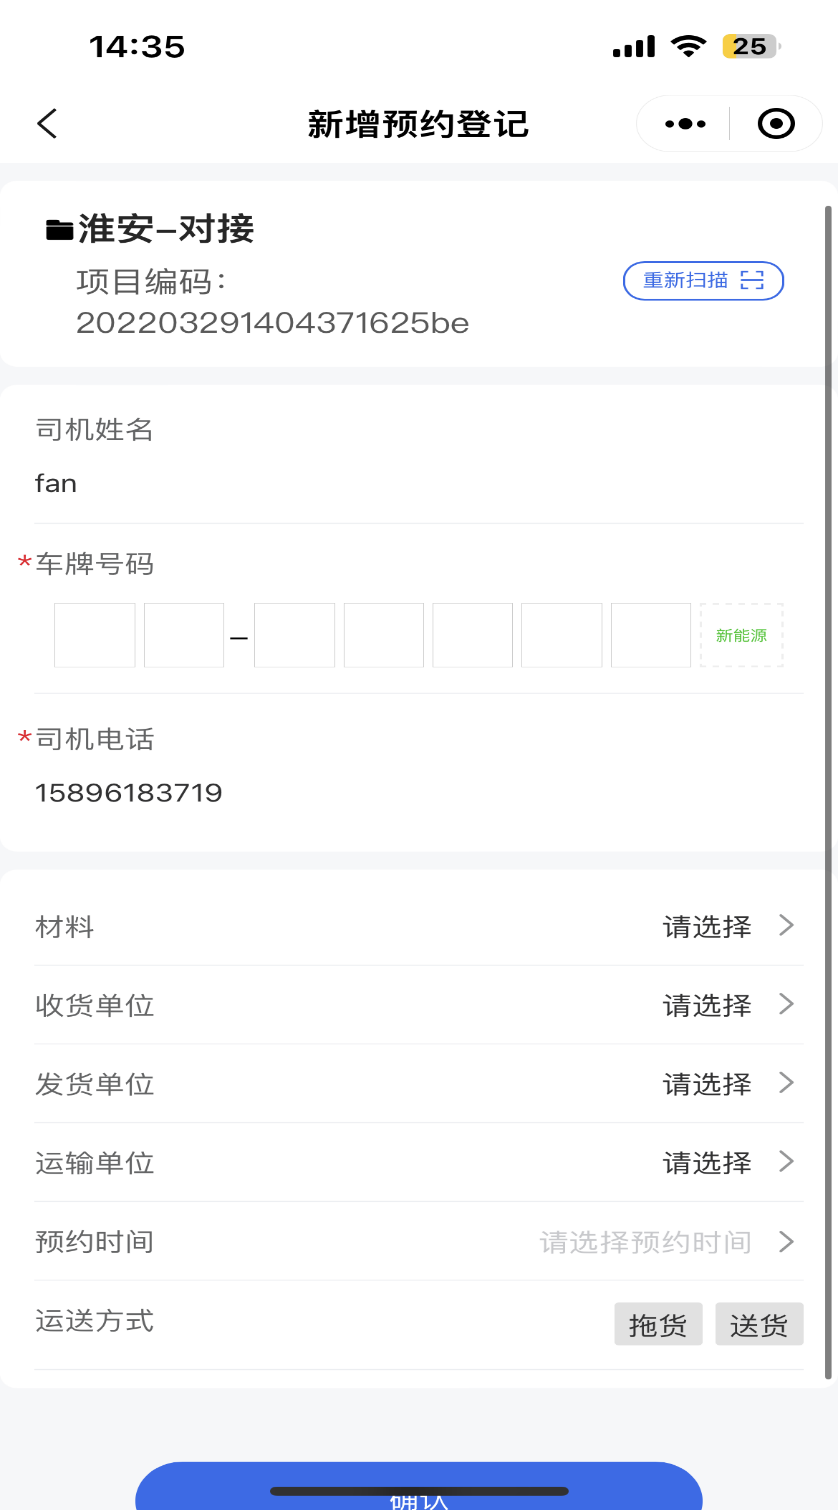 14:35
25
新增预约登记
淮安–对接
项目编码：
202203291404371625be
重新扫描
司机姓名
fan
*车牌号码
–
新能源
*司机电话
15896183719
材料 请选择
收货单位 请选择
发货单位 请选择
运输单位 请选择
预约时间 请选择预约时间
运送方式 拖货 送货
确认